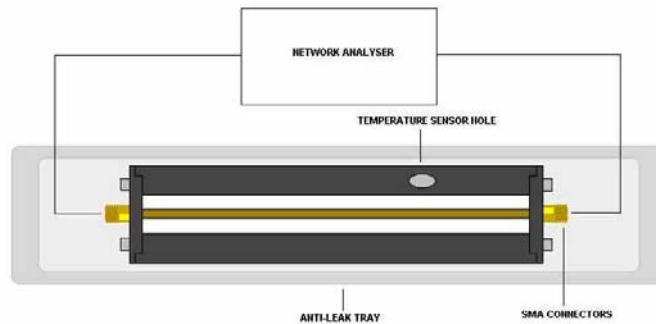 NETWORK ANALYSER
TEMPERATURE SENSOR HOLE
ANTI-LEAK TRAY
SMA CONNECTORS